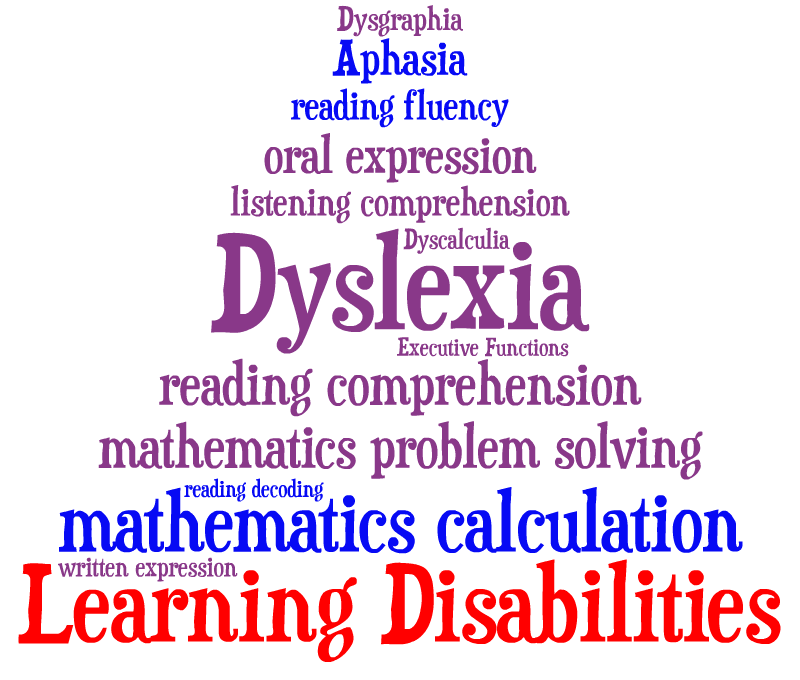 Dysgraphia
Aphasia
reading fluency
oral expression
listening comprehension
Dyscalculia
Dyslexia
Executive Functions
reading comprehension
mathematics problem solving
reading decoding
mathematics calculation
written expression
Learning Disabilities